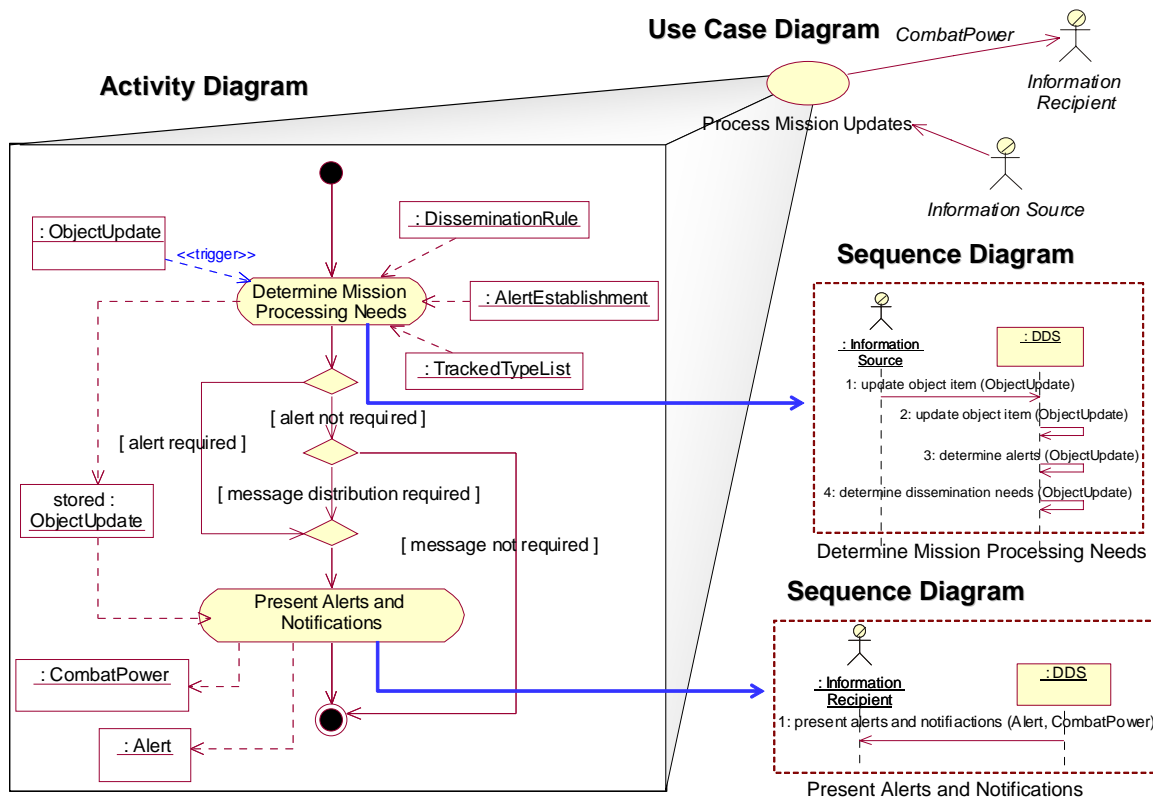 Use Case Diagram
CombatPower
Information
Recipient
Process Mission Updates
Information Source
Activity Diagram
: ObjectUpdate
<<trigger>>
: DisseminationRule
Determine Mission
Processing Needs
: AlertEstablishment
: TrackedTypeList
[ alert not required ]
[ alert required ]
[ message distribution required ]
stored :
ObjectUpdate
[ message not required ]
Present Alerts and
Notifications
: CombatPower
: Alert
Sequence Diagram
: Information
Source
: DDS
1: update object item (ObjectUpdate)
2: update object item (ObjectUpdate)
3: determine alerts (ObjectUpdate)
4: determine dissemination needs (ObjectUpdate)
Determine Mission Processing Needs
Sequence Diagram
: Information
Recipient
: DDS
1: present alerts and notifiactions (Alert, CombatPower)
Present Alerts and Notifications